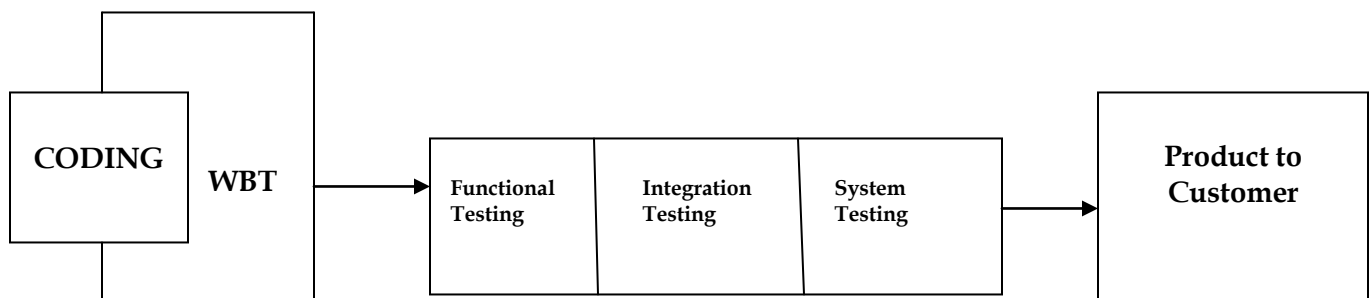 CODING
WBT
Functional
Testing
Integration
Testing
System
Testing
Product to
Customer